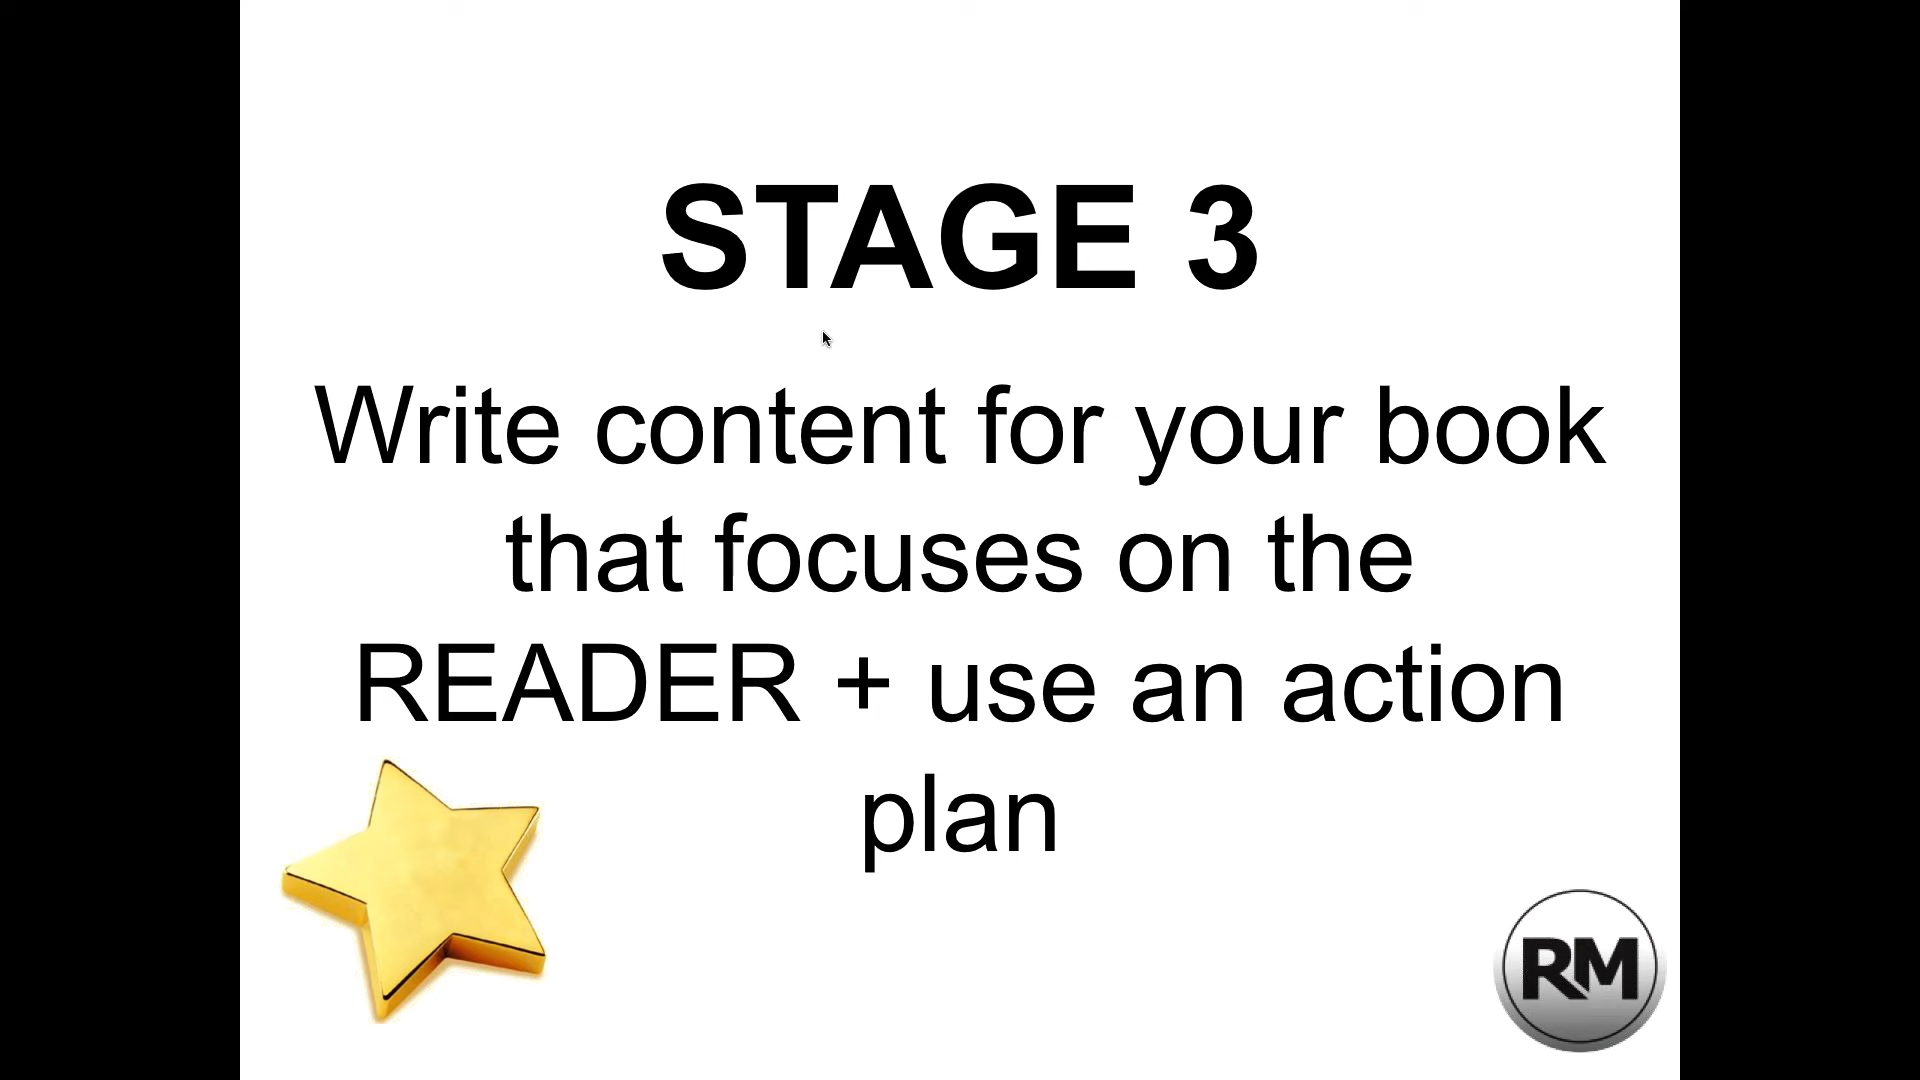 STAGE 3
Write content for your book
that focuses on the
READER + use an action
plan
RM